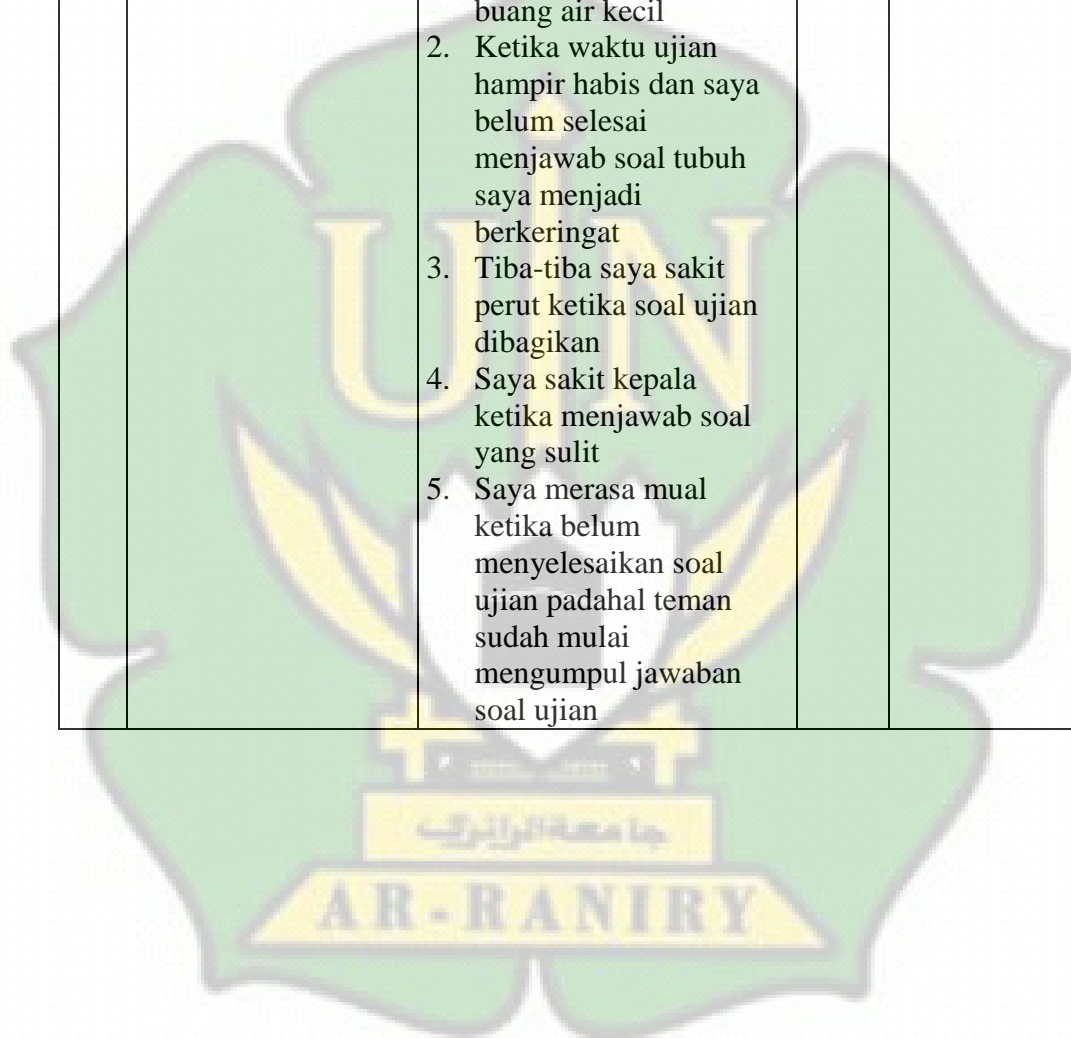 buang air kecil
2. Ketika waktu ujian
hampir habis dan saya
belum selesai
menjawab soal tubuh
saya menjadi
berkeringat
3. Tiba-tiba saya sakit
perut ketika soal ujian
dibagikan
4. Saya sakit kepala
ketika menjawab soal
yang sulit
5. Saya merasa mual
ketika belum
menyelesaikan soal
ujian padahal teman
sudah mulai
mengumpul jawaban
soal ujian
UIN
جامعة الرانري
AR-RANIRY